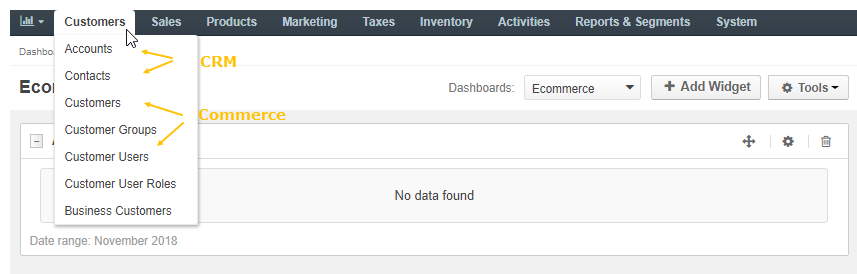 Customers Sales Products Marketing Taxes Inventory Activities Reports & Segments System
Dashbo
Accounts
CRM
Contacts
Eco
Dashboards: Ecommerce + Add Widget Tools
Customers
Commerce
Customer Groups
Customer Users
Customer User Roles
No data found
Business Customers
Date range: November 2018